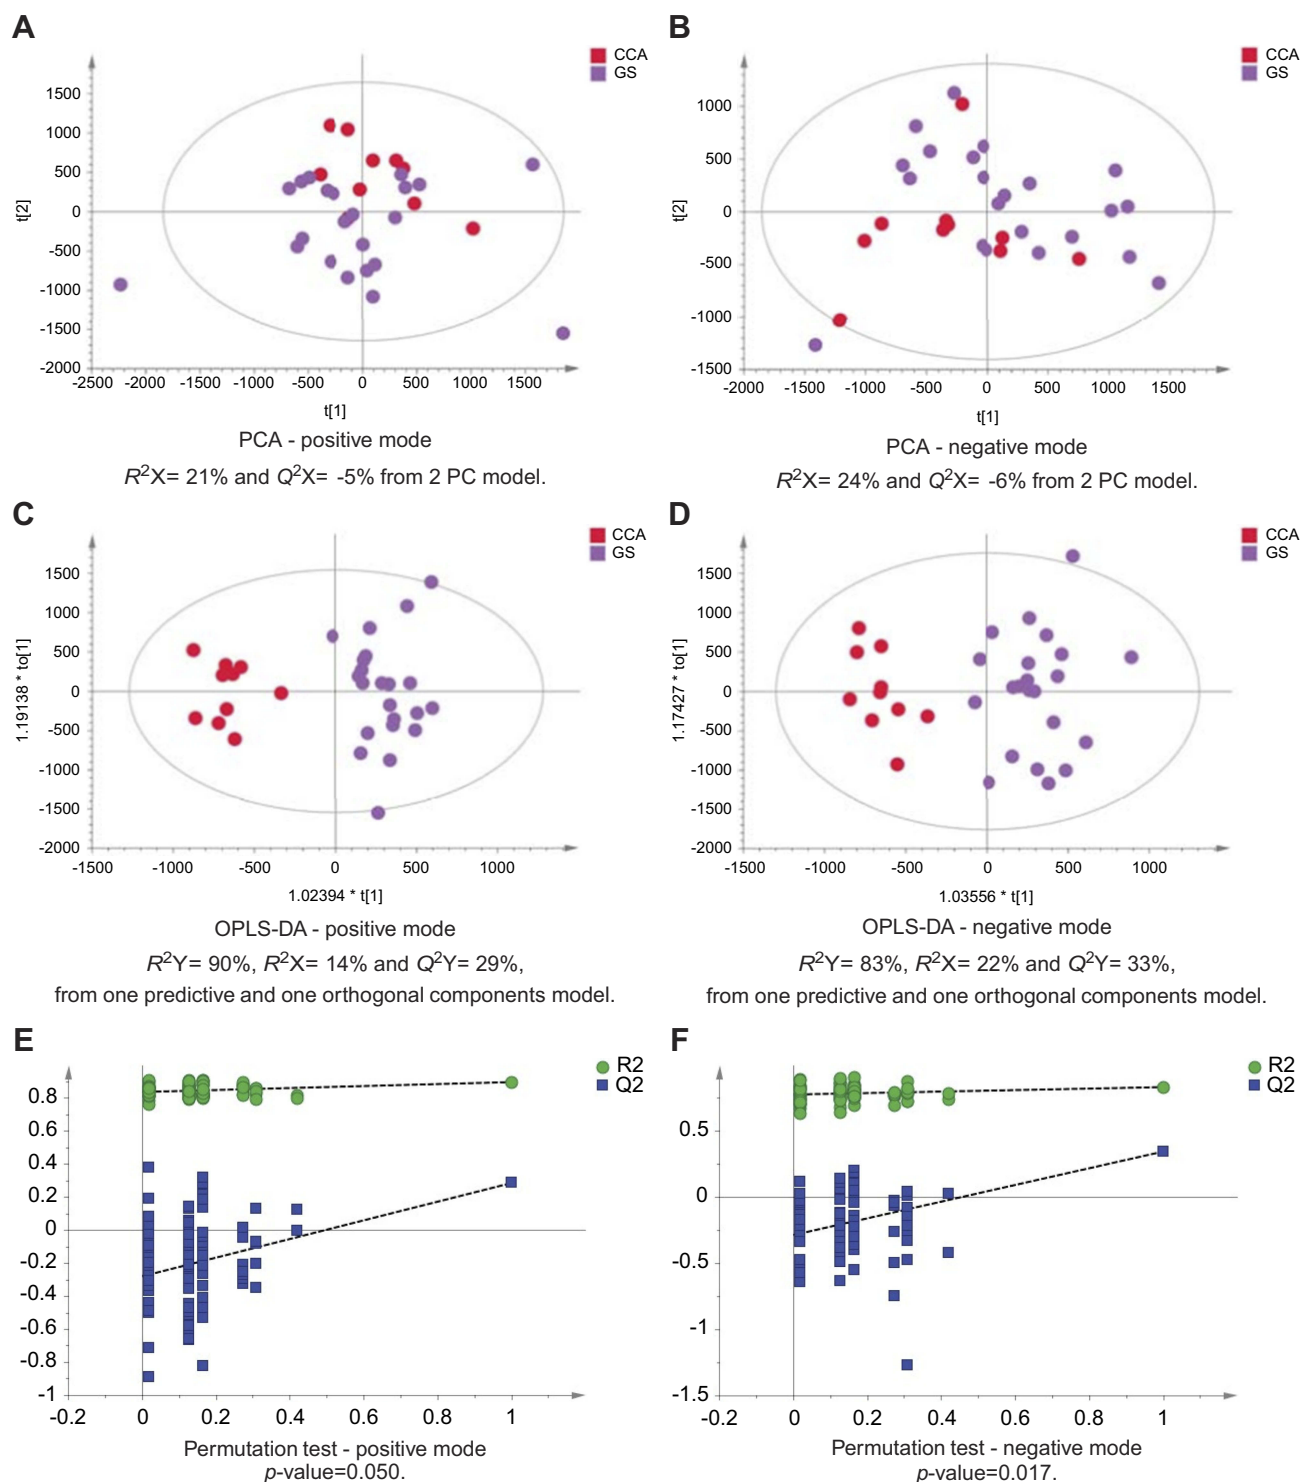 A
CCA
GS
1500
1000
500
0
-500
-1000
-1500
-2000
t[2]
-2500 -2000 -1500 -1000 -500 0 500 1000 1500
t[1]
PCA - positive mode
R²X= 21% and Q²X= -5% from 2 PC model.
B
CCA
GS
1000
500
0
-500
-1000
-1500
t[2]
-2000 -1500 -1000 -500 0 500 1000 1500
t[1]
PCA - negative mode
R²X= 24% and Q²X= -6% from 2 PC model.
C
CCA
GS
1500
1000
500
0
-500
-1000
-1500
-2000
1.19138 * to[1]
-1500 -1000 -500 0 500 1000
1.02394 * t[1]
OPLS-DA - positive mode
R²Y= 90%, R²X= 14% and Q²Y= 29%,
from one predictive and one orthogonal components model.
D
CCA
GS
1500
1000
500
0
-500
-1000
-1500
-2000
1.17427 * to[1]
-1500 -1000 -500 0 500 1000
1.03556 * t[1]
OPLS-DA - negative mode
R²Y= 83%, R²X= 22% and Q²Y= 33%,
from one predictive and one orthogonal components model.
E
R2
Q2
0.8
0.6
0.4
0.2
0
-0.2
-0.4
-0.6
-0.8
-1
-0.2 0 0.2 0.4 0.6 0.8 1
Permutation test - positive mode
p-value=0.050.
F
R2
Q2
0.5
0
-0.5
-1
-1.5
-0.2 0 0.2 0.4 0.6 0.8 1
Permutation test - negative mode
p-value=0.017.